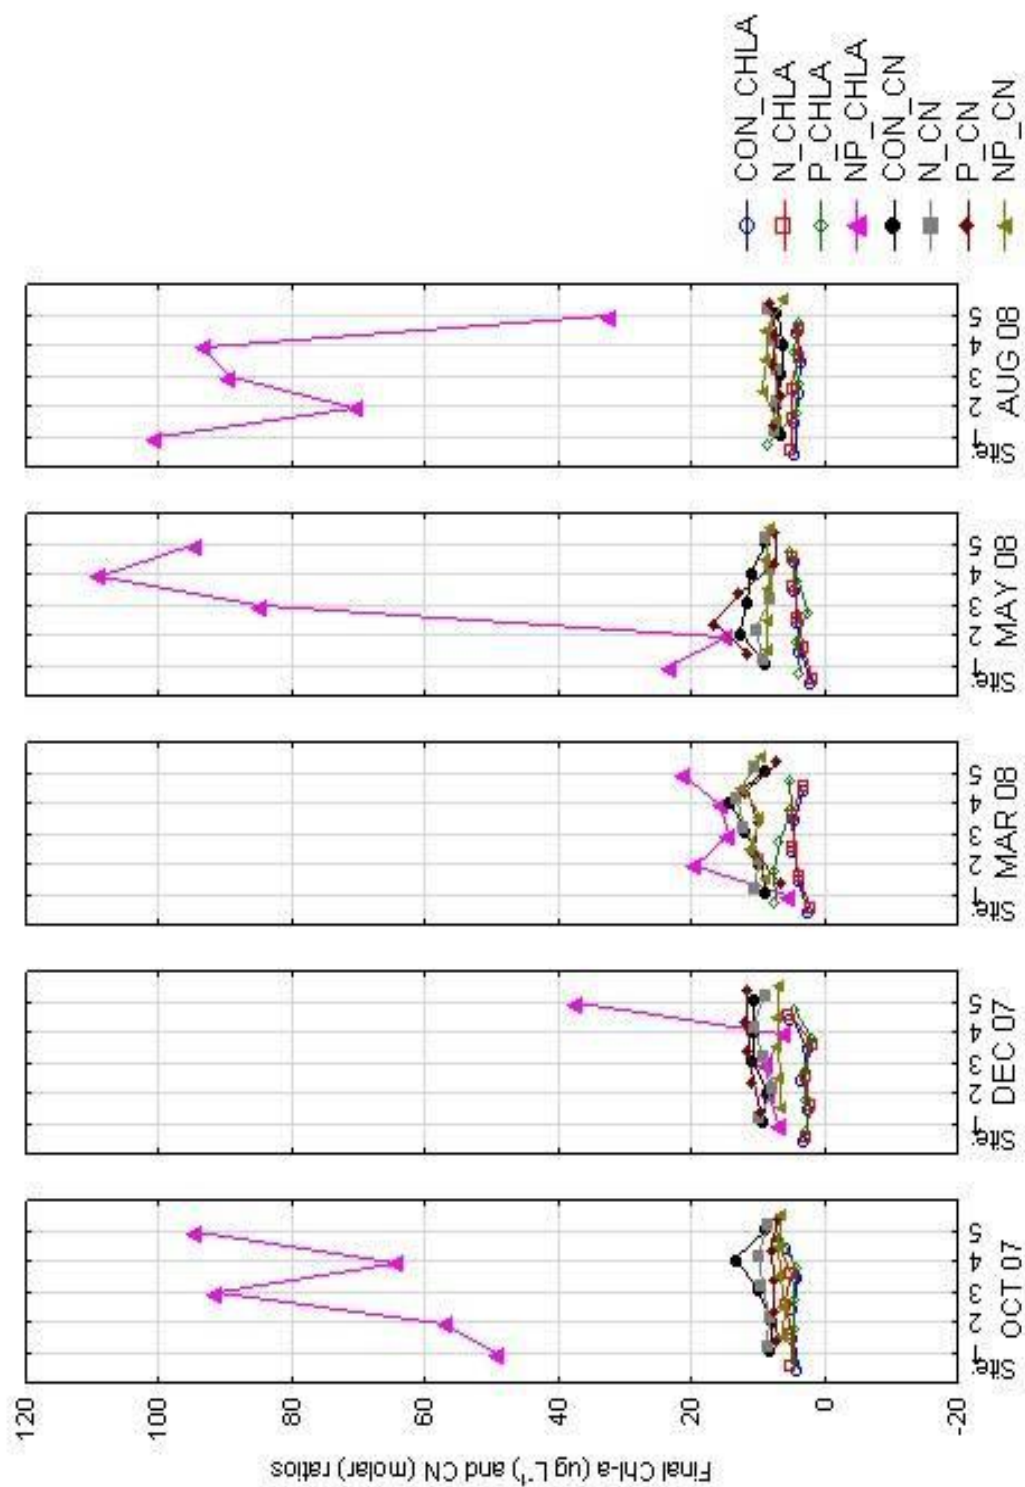 Final Chl-a (ug L⁻¹) and CN (molar) ratios
120
100
80
60
40
20
0
-20
Site: 1 2 3 4 5
OCT 07
Site: 1 2 3 4 5
DEC 07
Site: 1 2 3 4 5
MAR 08
Site: 1 2 3 4 5
MAY 08
Site: 1 2 3 4 5
AUG 08
CON_CHLA
N_CHLA
P_CHLA
NP_CHLA
CON_CN
N_CN
P_CN
NP_CN